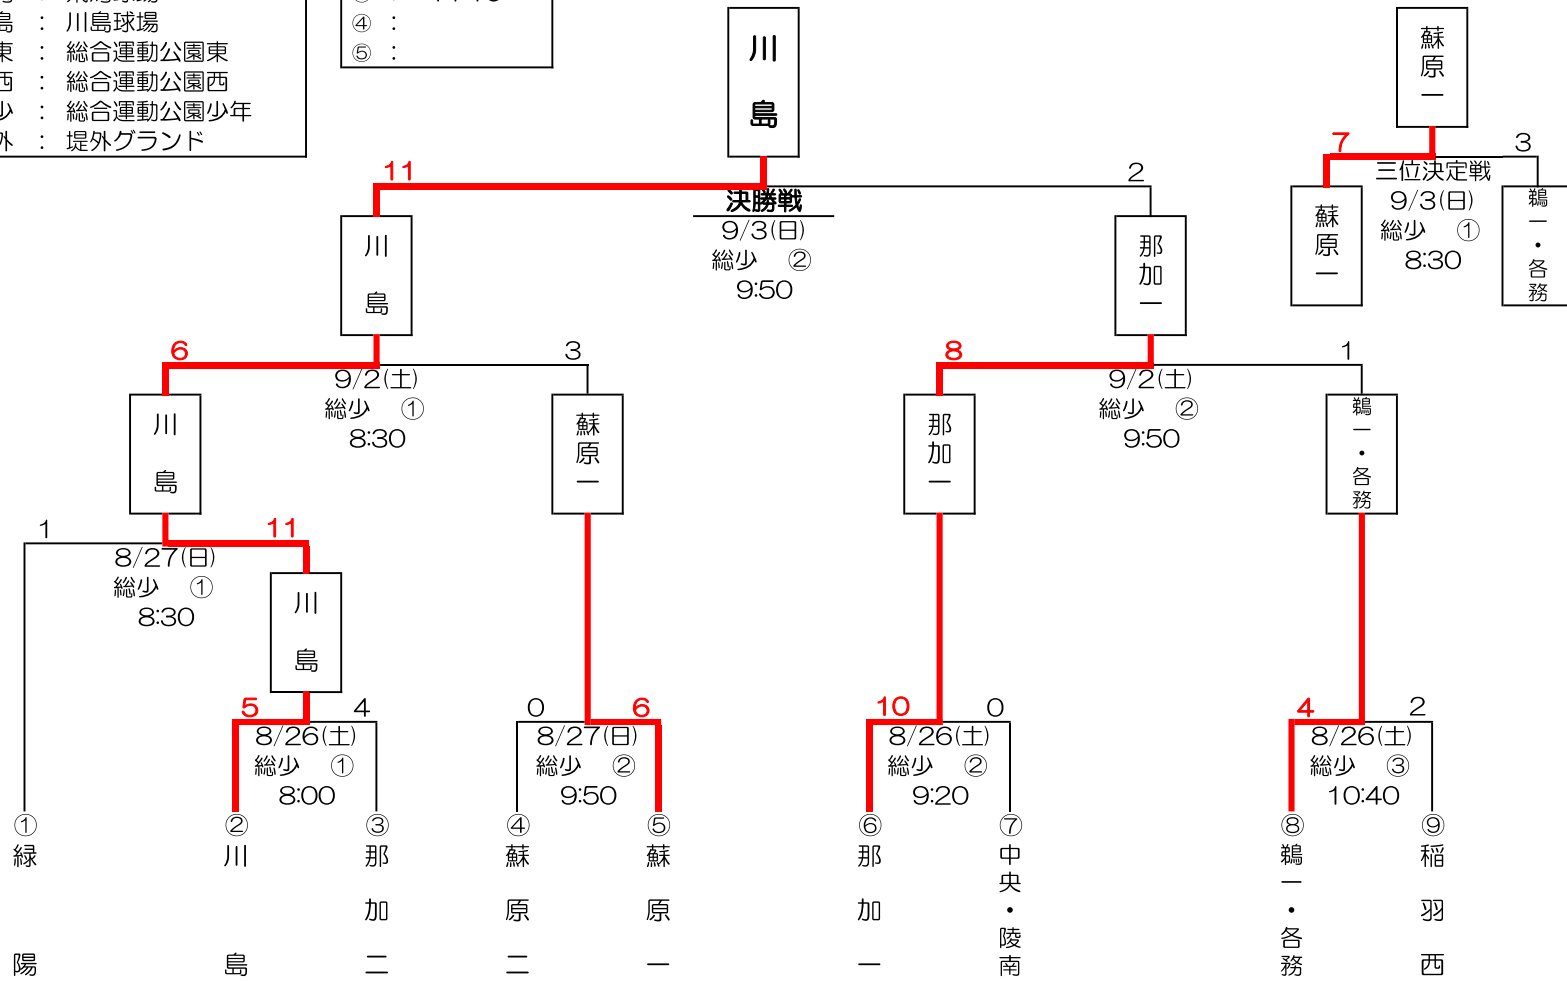 島 ： 川島球場
東 ： 総合運動公園東
西 ： 総合運動公園西
少 ： 総合運動公園少年
外 ： 堤外グランド
④ ：
⑤ ：
川島
蘇原一
11
2
決勝戦
9/3(日)
総少 ②
9:50
7
3
三位決定戦
9/3(日)
総少 ①
8:30
蘇原一
鵜一・各務
川島
那加一
6
3
9/2(土)
総少 ①
8:30
8
1
9/2(土)
総少 ②
9:50
川島
蘇原一
那加一
鵜一・各務
1
11
8/27(日)
総少 ①
8:30
川島
5
4
8/26(土)
総少 ①
8:00
0
6
8/27(日)
総少 ②
9:50
10
0
8/26(土)
総少 ②
9:20
4
2
8/26(土)
総少 ③
10:40
①
緑陽
②
川島
③
那加二
④
蘇原二
⑤
蘇原一
⑥
那加一
⑦
中央・陵南
⑧
鵜一・各務
⑨
稲羽西